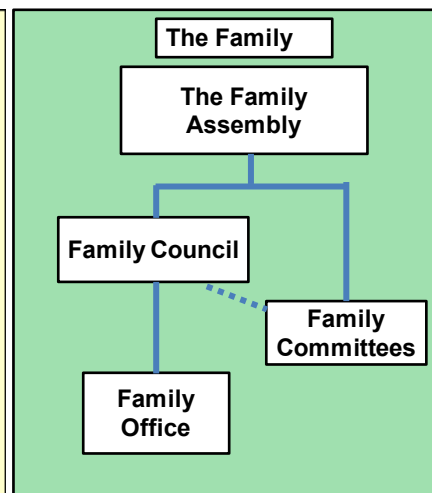 The Family
The Family
Assembly
Family Council
Family
Committees
Family
Office